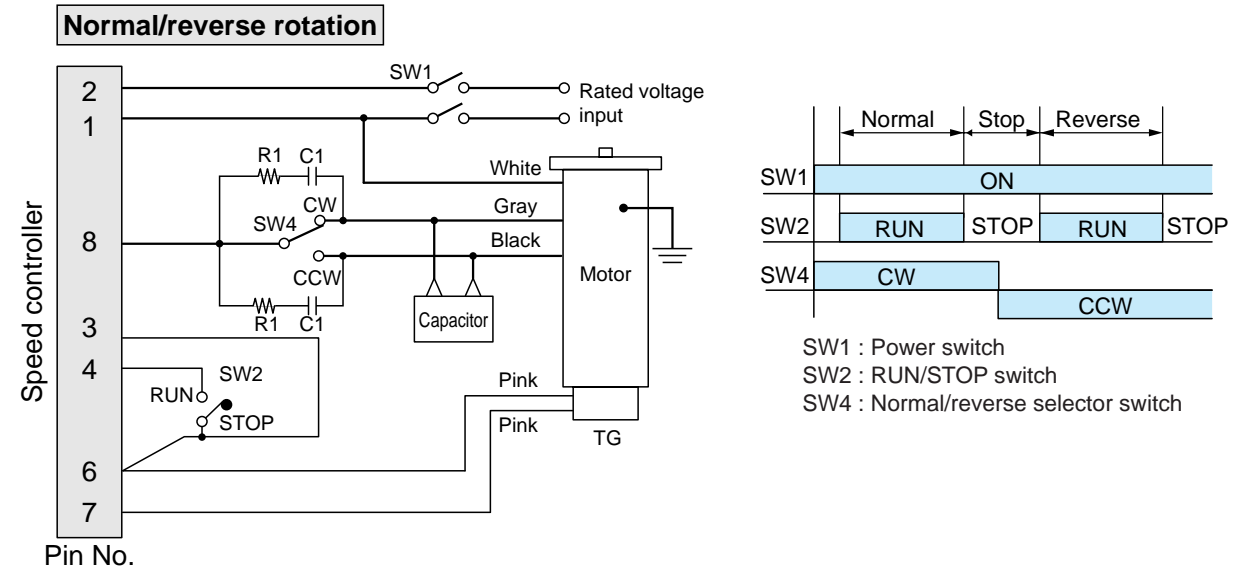 Normal/reverse rotation
2
1
8
3
4
6
7
Speed controller
Pin No.
SW1
Rated voltage
input
R1 C1
White
CW
SW4
Gray
Black
CCW
R1 C1
Capacitor
Motor
SW2
RUN
STOP
Pink
Pink
TG
Normal Stop Reverse
SW1 ON
SW2 RUN STOP RUN STOP
SW4 CW
CCW
SW1 : Power switch
SW2 : RUN/STOP switch
SW4 : Normal/reverse selector switch